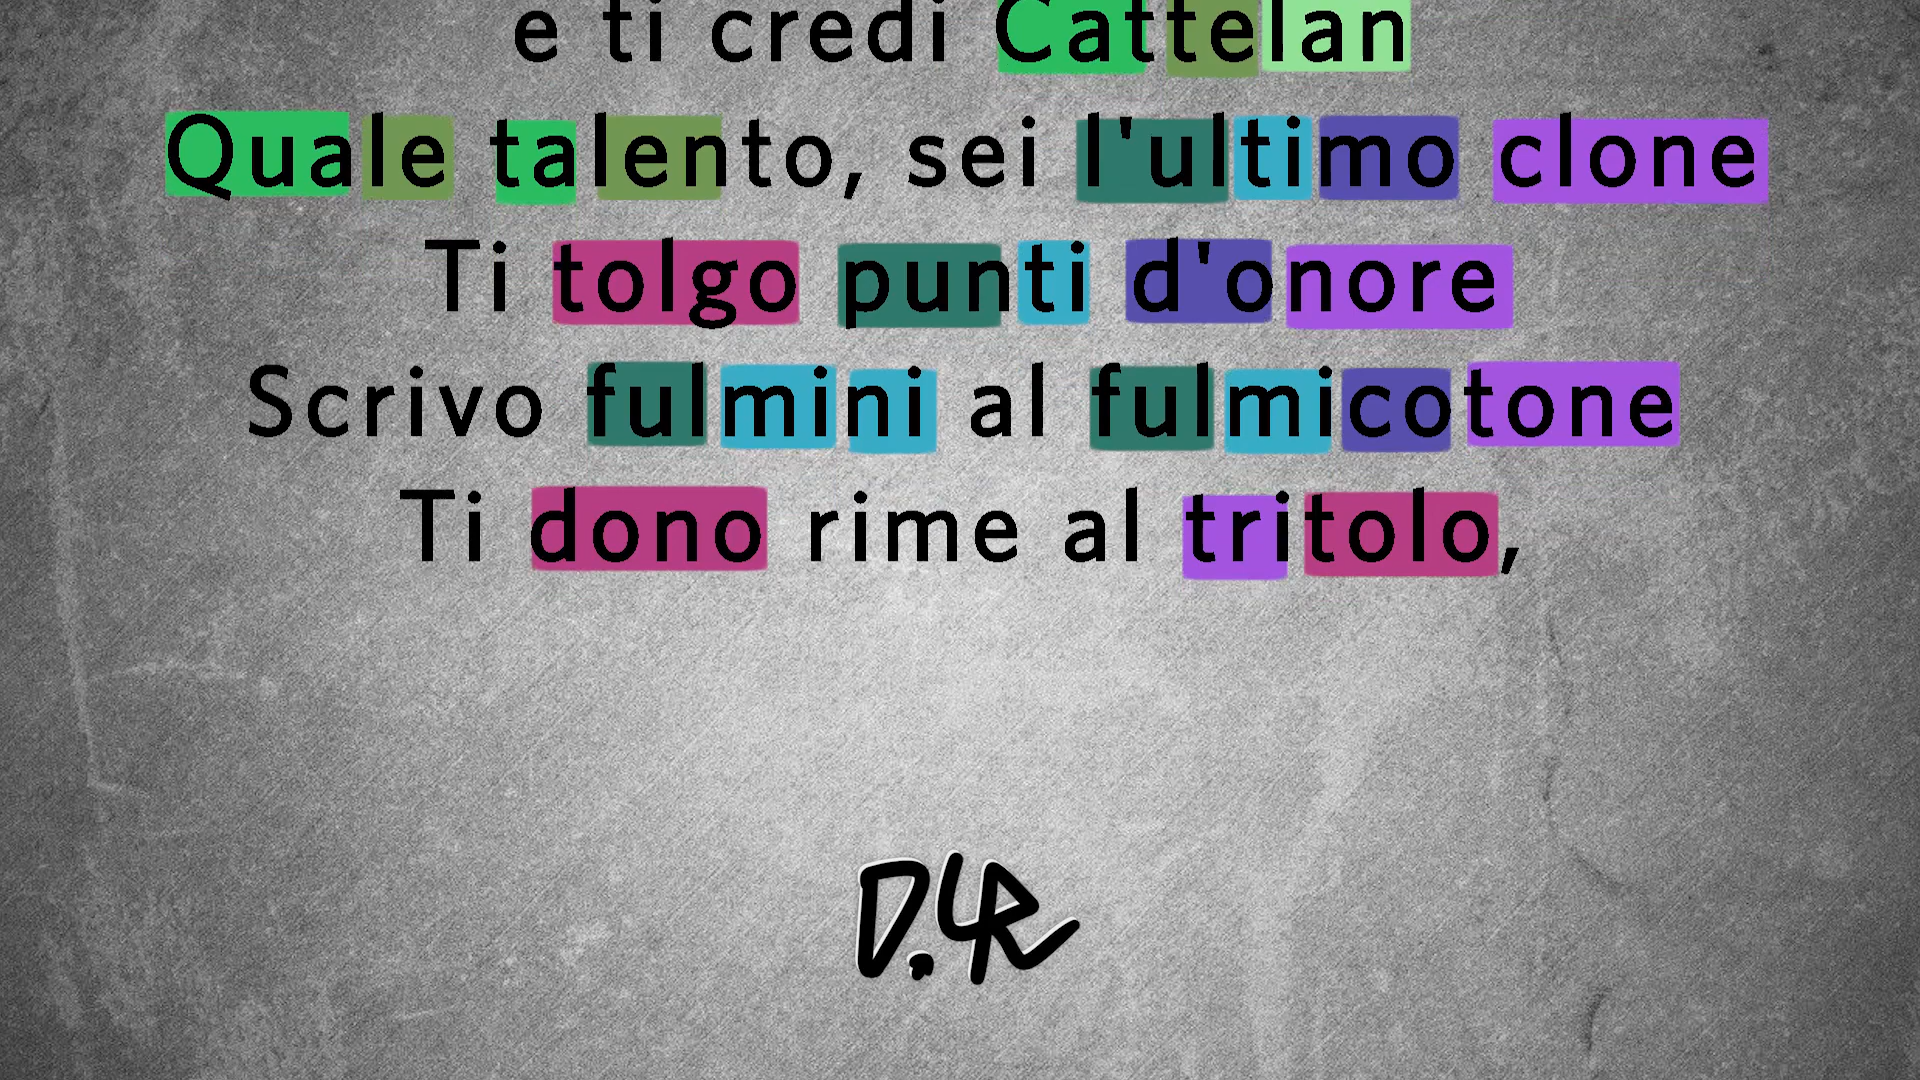 e ti credi Cattelan
Quale talento, sei l'ultimo clone
Ti tolgo punti d'onore
Scrivo fulmini al fulmicotone
Ti dono rime al tritolo,
D.4R